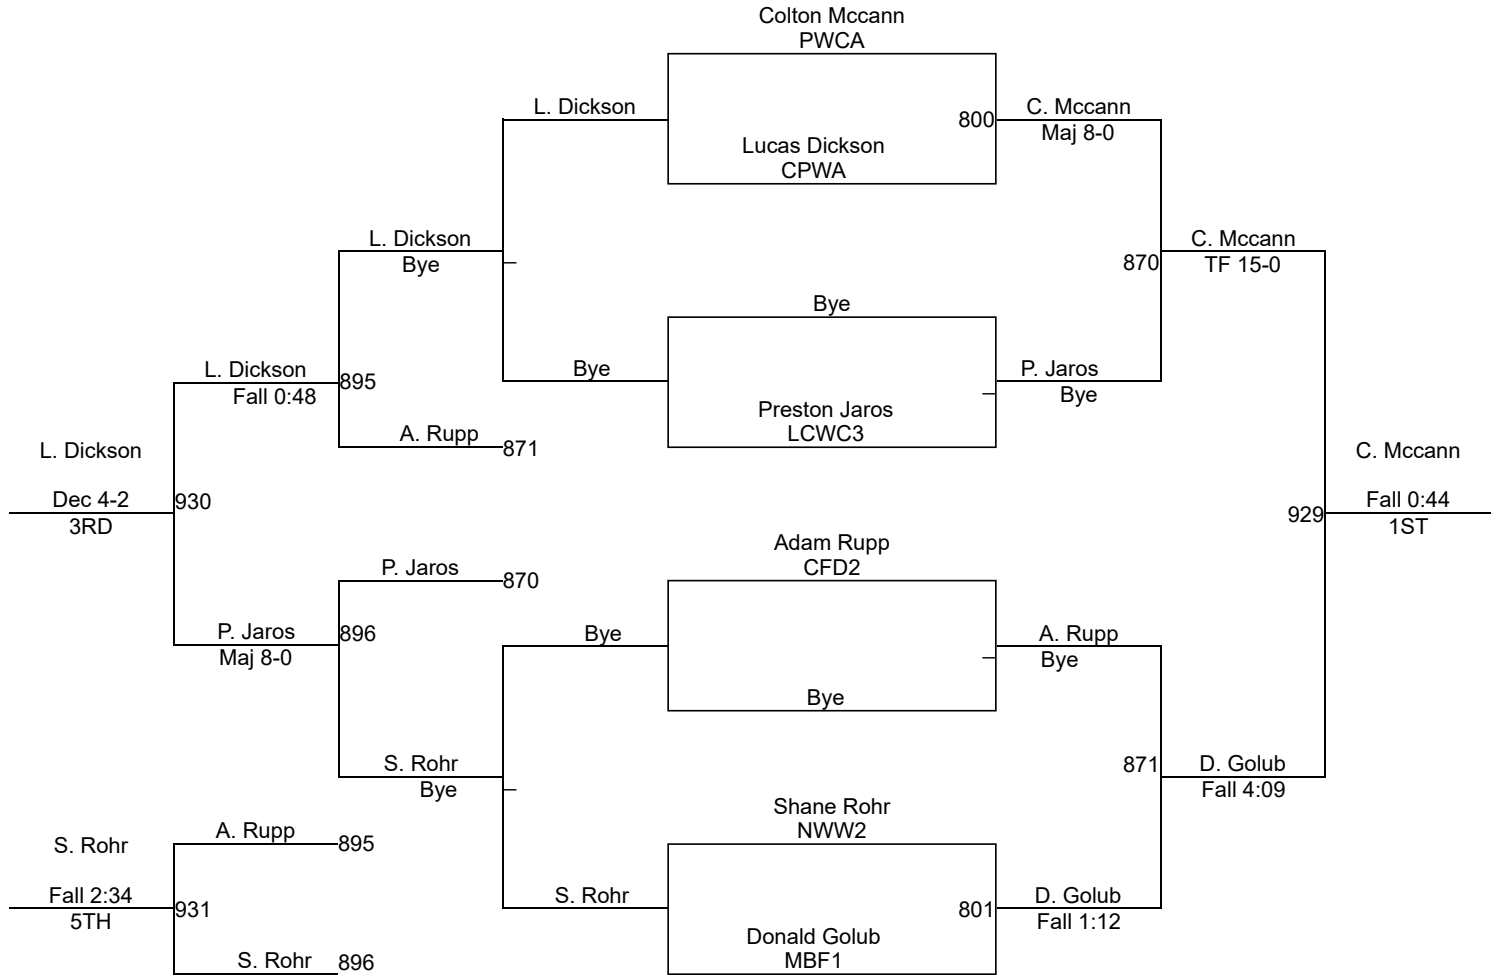 Colton Mccann
PWCA
L. Dickson
800
C. Mccann
Maj 8-0
Lucas Dickson
CPWA
L. Dickson
Bye
870
C. Mccann
TF 15-0
Bye
L. Dickson
Fall 0:48
895
Bye
P. Jaros
Bye
Preston Jaros
LCWC3
A. Rupp
871
L. Dickson
Dec 4-2
3RD
930
C. Mccann
Fall 0:44
1ST
929
Adam Rupp
CFD2
P. Jaros
870
P. Jaros
Maj 8-0
896
Bye
A. Rupp
Bye
Bye
S. Rohr
Bye
871
D. Golub
Fall 4:09
Shane Rohr
NWW2
A. Rupp
895
S. Rohr
Fall 2:34
5TH
931
S. Rohr
801
D. Golub
Fall 1:12
Donald Golub
MBF1
S. Rohr
896